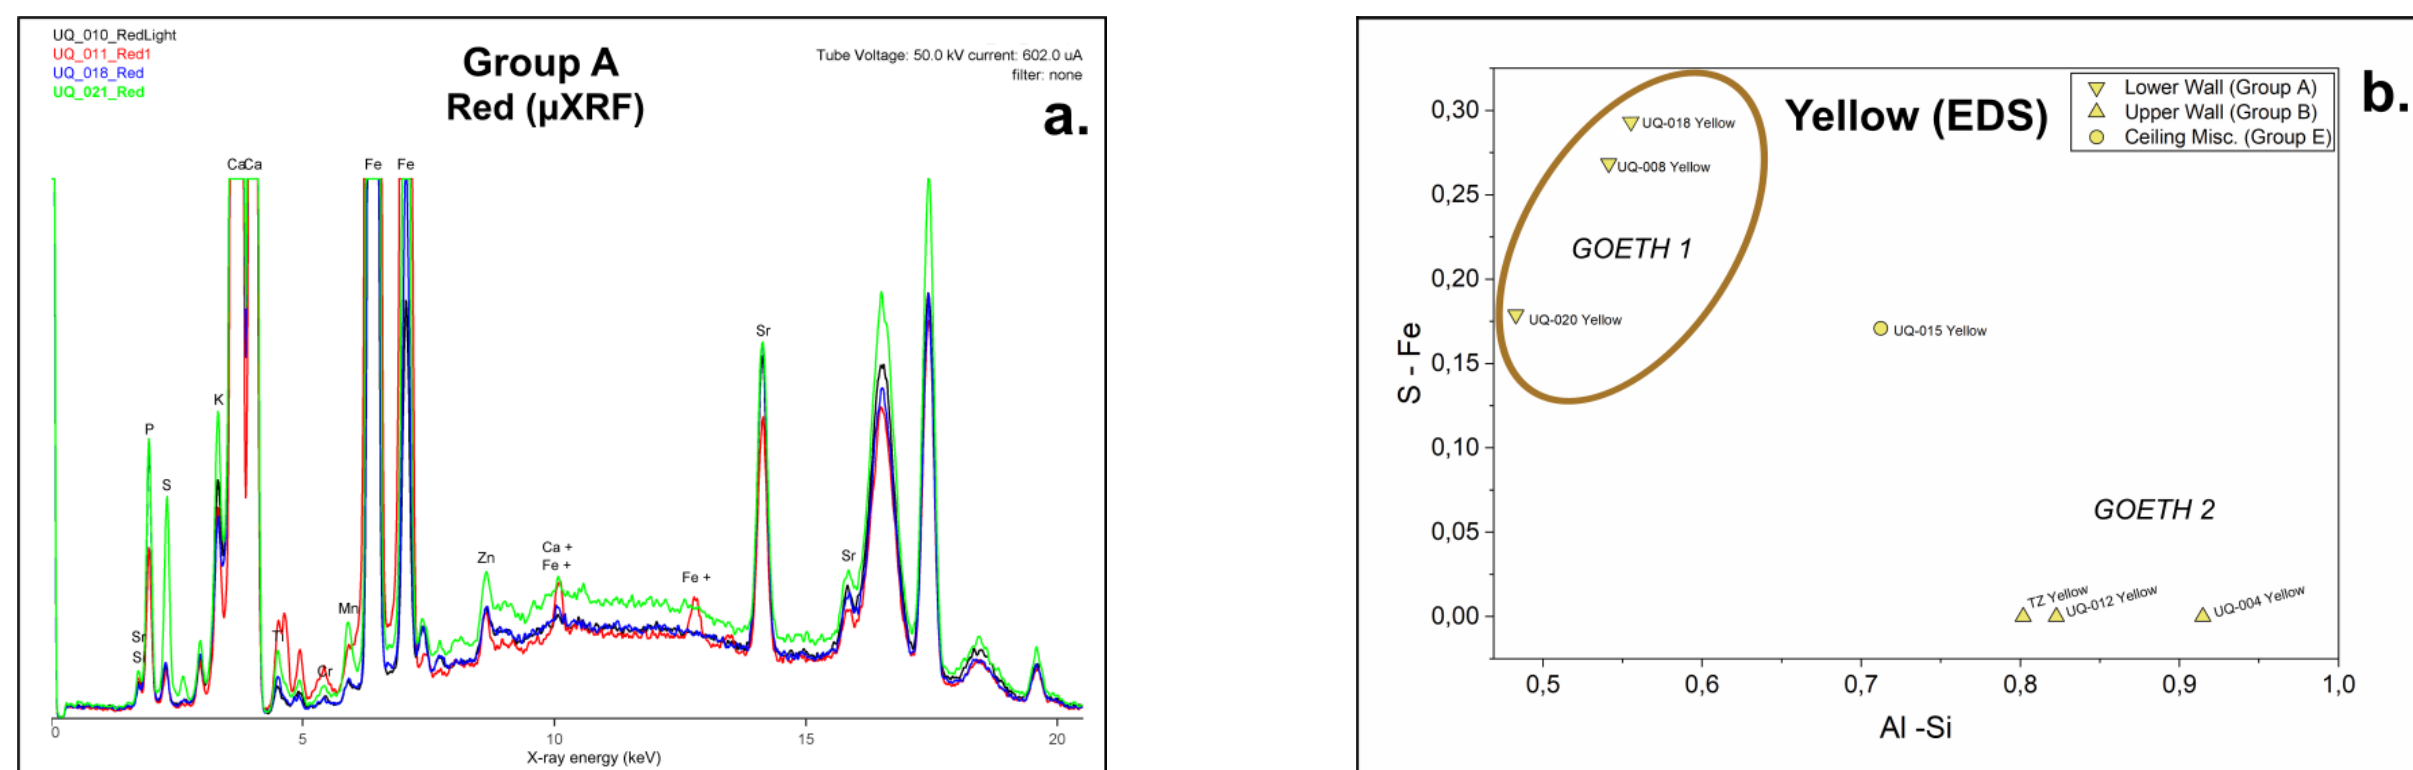 UQ_010_RedLight
UQ_011_Red1
UQ_018_Red
UQ_021_Red
Group A
Red (µXRF)
Tube Voltage: 50.0 kV current: 602.0 uA
filter: none
a.
CaCa
Fe
Fe
Sr
K
P
S
Zn
Ca +
Fe +
Fe +
Sr
Mn
Sr
Si
Ti
Cr
0
5
10
15
20
X-ray energy (keV)
Yellow (EDS)
b.
Lower Wall (Group A)
Upper Wall (Group B)
Ceiling Misc. (Group E)
0,30
0,25
0,20
0,15
0,10
0,05
0,00
S - Fe
UQ-018 Yellow
UQ-008 Yellow
GOETH 1
UQ-020 Yellow
UQ-015 Yellow
GOETH 2
TZ Yellow
UQ-012 Yellow
UQ-004 Yellow
0,5
0,6
0,7
0,8
0,9
1,0
Al -Si